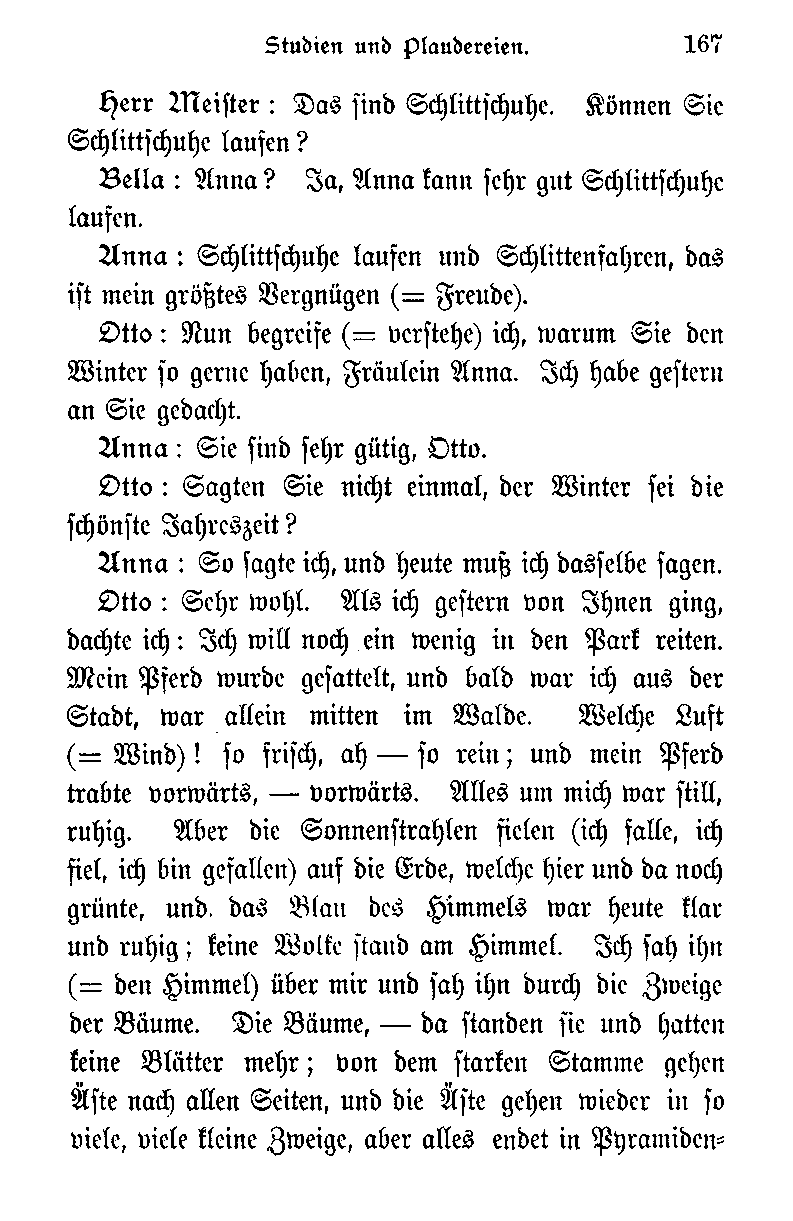 Studien und Plaudereien. 167
Herr Meister: Das sind Schlittschuhe. Können Sie
Schlittschuhe laufen?
Bella: Anna? Ja, Anna kann sehr gut Schlittschuhe
laufen.
Anna: Schlittschuhe laufen und Schlittenfahren, das
ist mein größtes Vergnügen (= Freude).
Otto: Nun begreife (= verstehe) ich, warum Sie den
Winter so gerne haben, Fräulein Anna. Ich habe gestern
an Sie gedacht.
Anna: Sie sind sehr gütig, Otto.
Otto: Sagten Sie nicht einmal, der Winter sei die
schönste Jahreszeit?
Anna: So sagte ich, und heute muß ich dasselbe sagen.
Otto: Sehr wohl. Als ich gestern von Ihnen ging,
dachte ich: Ich will noch ein wenig in den Park reiten.
Mein Pferd wurde gesattelt, und bald war ich aus der
Stadt, war allein mitten im Walde. Welche Luft
(= Wind)! so frisch, ah — so rein; und mein Pferd
trabte vorwärts, — vorwärts. Alles um mich war still,
ruhig. Aber die Sonnenstrahlen fielen (ich falle, ich
fiel, ich bin gefallen) auf die Erde, welche hier und da noch
grünte, und. das Blau des Himmels war heute klar
und ruhig; keine Wolke stand am Himmel. Ich sah ihn
(= den Himmel) über mir und sah ihn durch die Zweige
der Bäume. Die Bäume, — da standen sie und hatten
keine Blätter mehr; von dem starken Stamme gehen
Äste nach allen Seiten, und die Äste gehen wieder in so
viele, viele kleine Zweige, aber alles endet in Pyramiden-